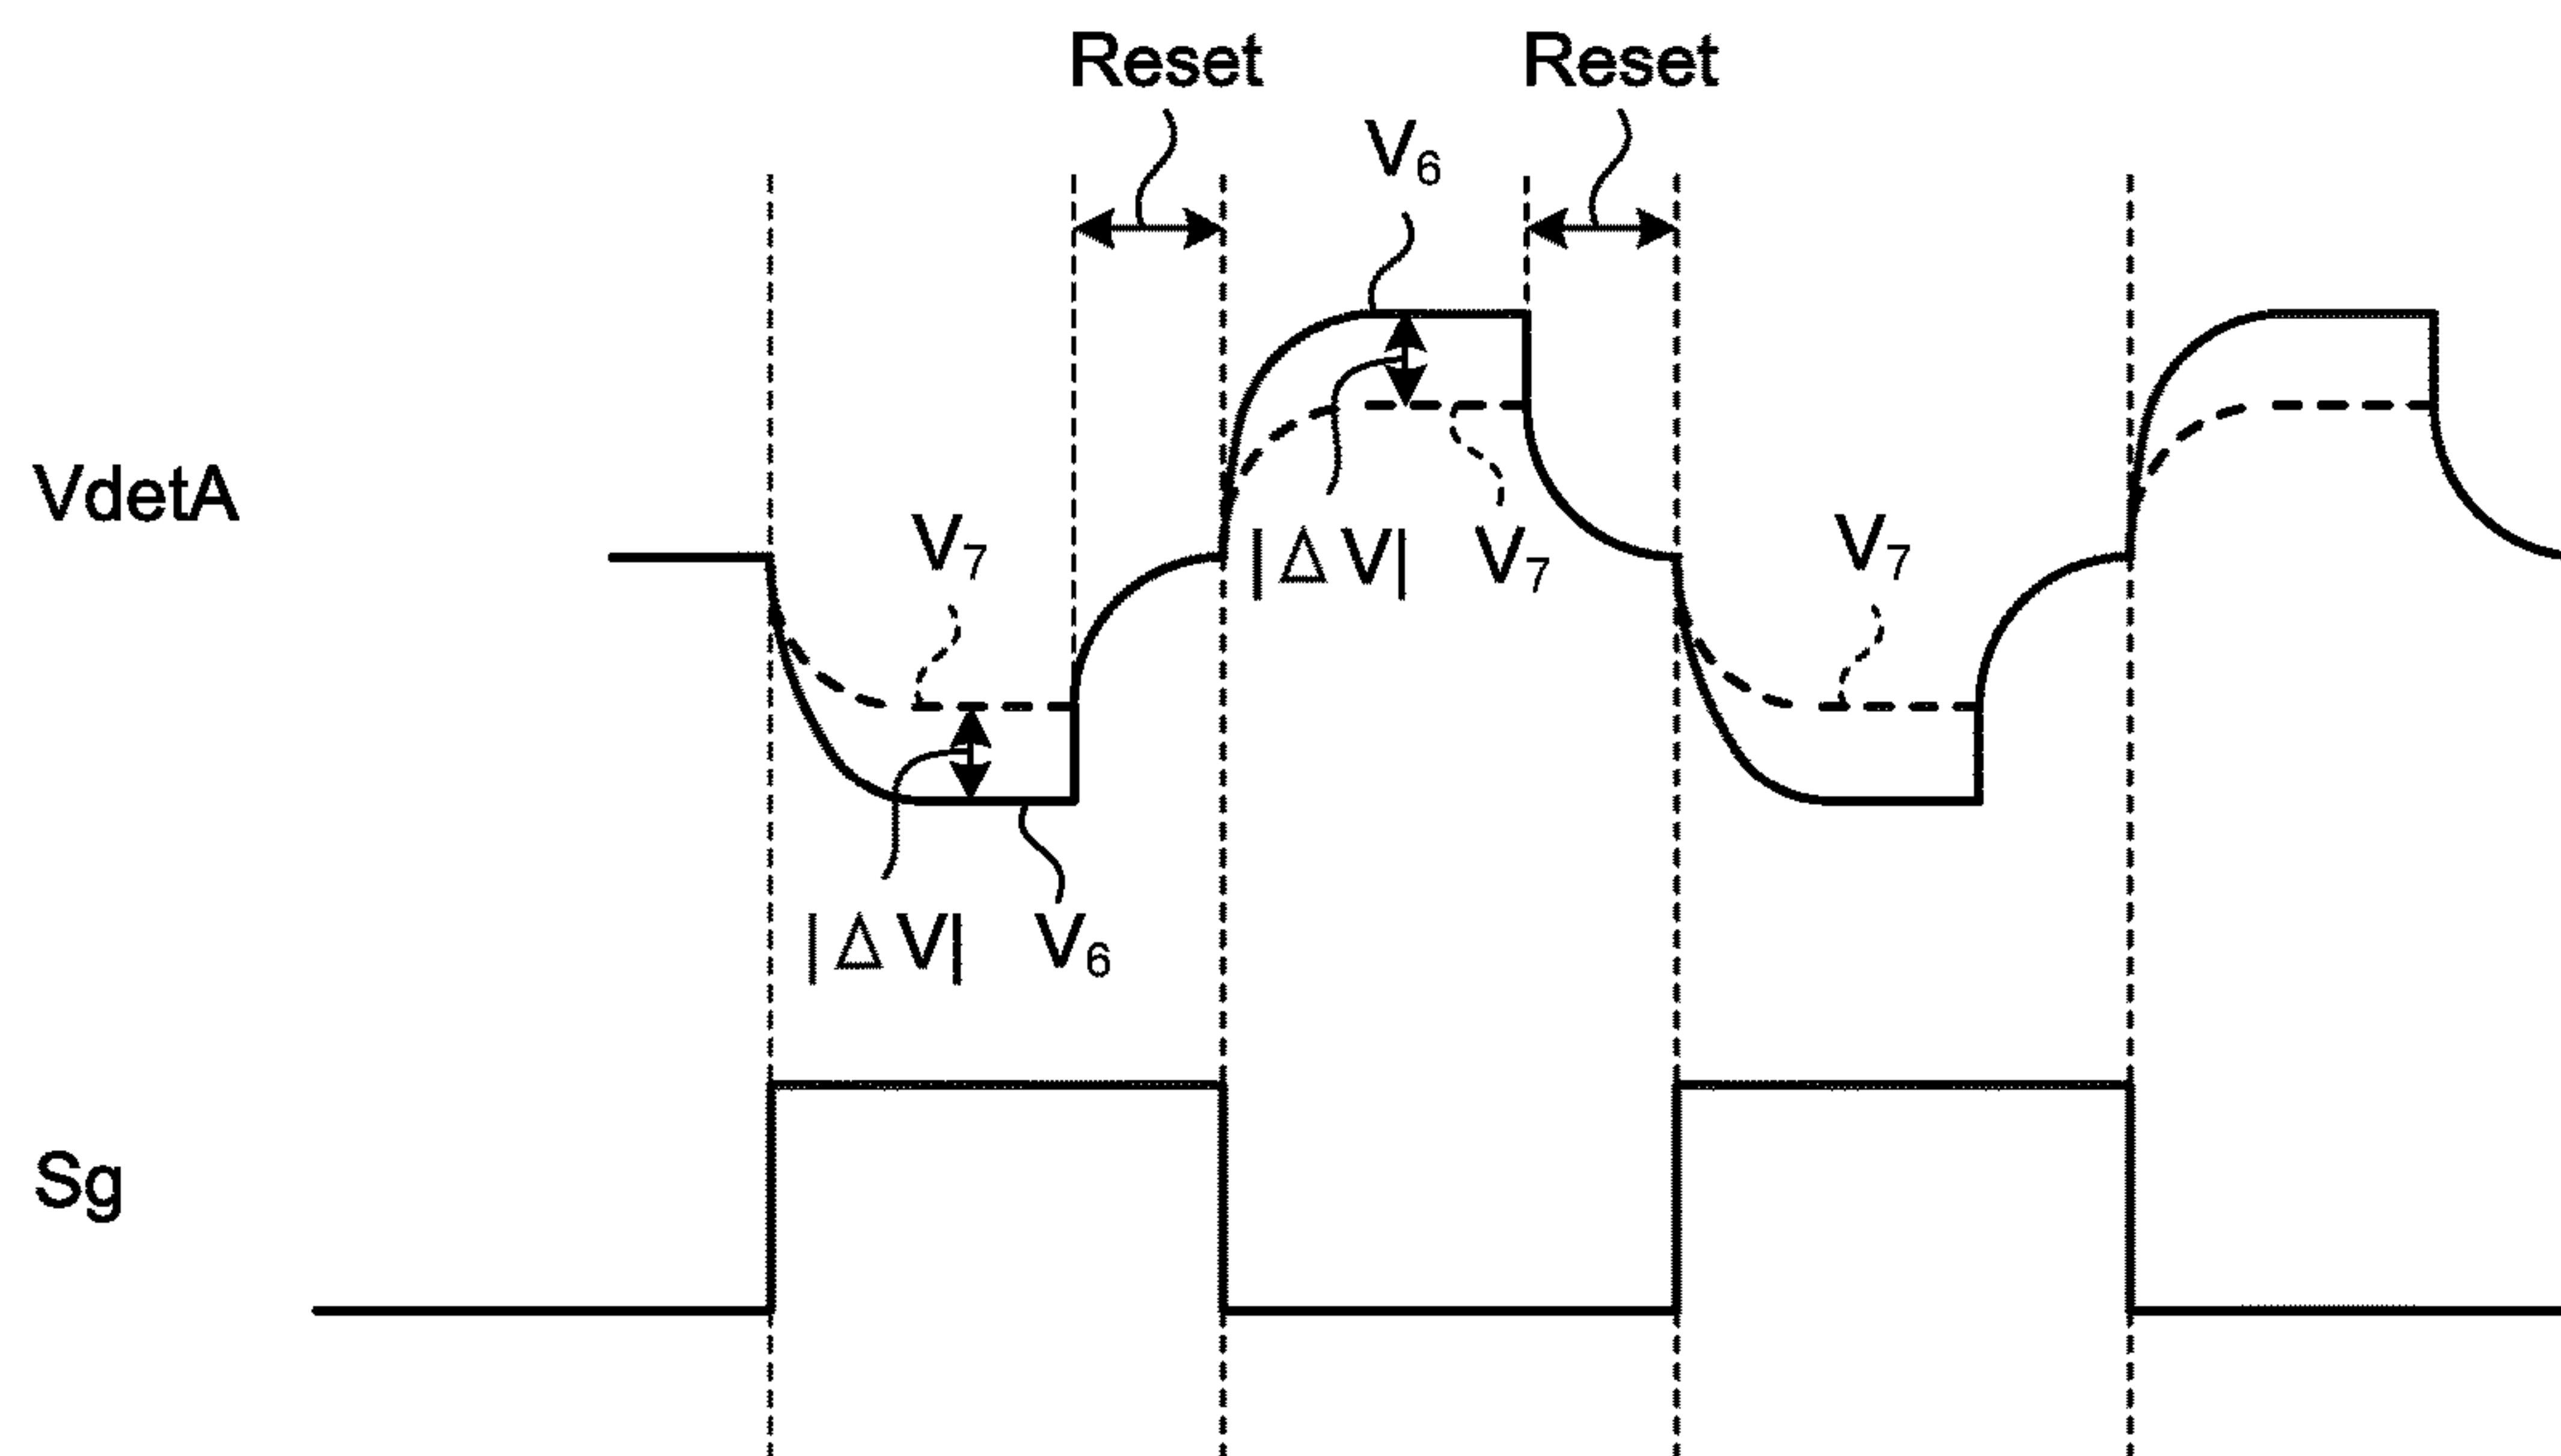 Reset Reset
V₆
VdetA
V₇ |ΔV| V₇ V₇
|ΔV| V₆
Sg